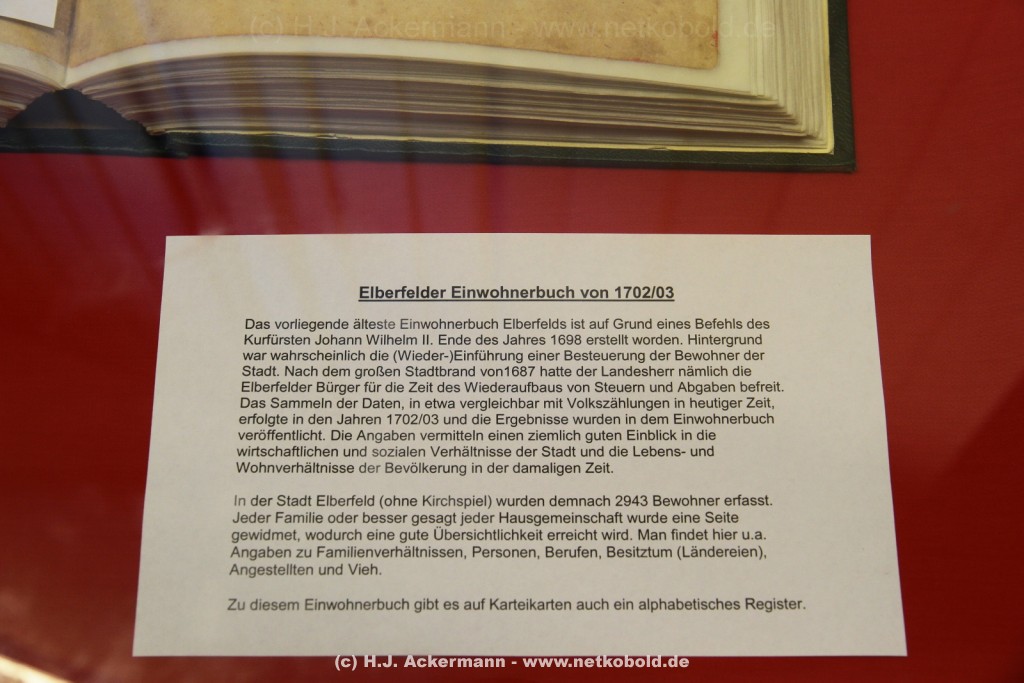 (c) H.J. Ackermann - www.netkobold.de
Elberfelder Einwohnerbuch von 1702/03
Das vorliegende älteste Einwohnerbuch Elberfelds ist auf Grund eines Befehls des
Kurfürsten Johann Wilhelm II. Ende des Jahres 1698 erstellt worden. Hintergrund
war wahrscheinlich die (Wieder-)Einführung einer Besteuerung der Bewohner der
Stadt. Nach dem großen Stadtbrand von1687 hatte der Landesherr nämlich die
Elberfelder Bürger für die Zeit des Wiederaufbaus von Steuern und Abgaben befreit.
Das Sammeln der Daten, in etwa vergleichbar mit Volkszählungen in heutiger Zeit,
erfolgte in den Jahren 1702/03 und die Ergebnisse wurden in dem Einwohnerbuch
veröffentlicht. Die Angaben vermitteln einen ziemlich guten Einblick in die
wirtschaftlichen und sozialen Verhältnisse der Stadt und die Lebens- und
Wohnverhältnisse der Bevölkerung in der damaligen Zeit.
In der Stadt Elberfeld (ohne Kirchspiel) wurden demnach 2943 Bewohner erfasst.
Jeder Familie oder besser gesagt jeder Hausgemeinschaft wurde eine Seite
gewidmet, wodurch eine gute Übersichtlichkeit erreicht wird. Man findet hier u.a.
Angaben zu Familienverhältnissen, Personen, Berufen, Besitztum (Ländereien),
Angestellten und Vieh.
Zu diesem Einwohnerbuch gibt es auf Karteikarten auch ein alphabetisches Register.
(c) H.J. Ackermann - www.netkobold.de